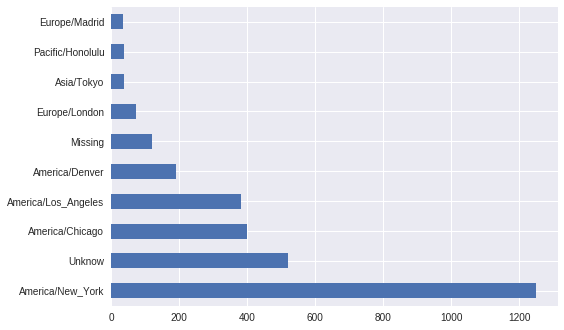 Europe/Madrid
Pacific/Honolulu
Asia/Tokyo
Europe/London
Missing
America/Denver
America/Los_Angeles
America/Chicago
Unknow
America/New_York
0 200 400 600 800 1000 1200